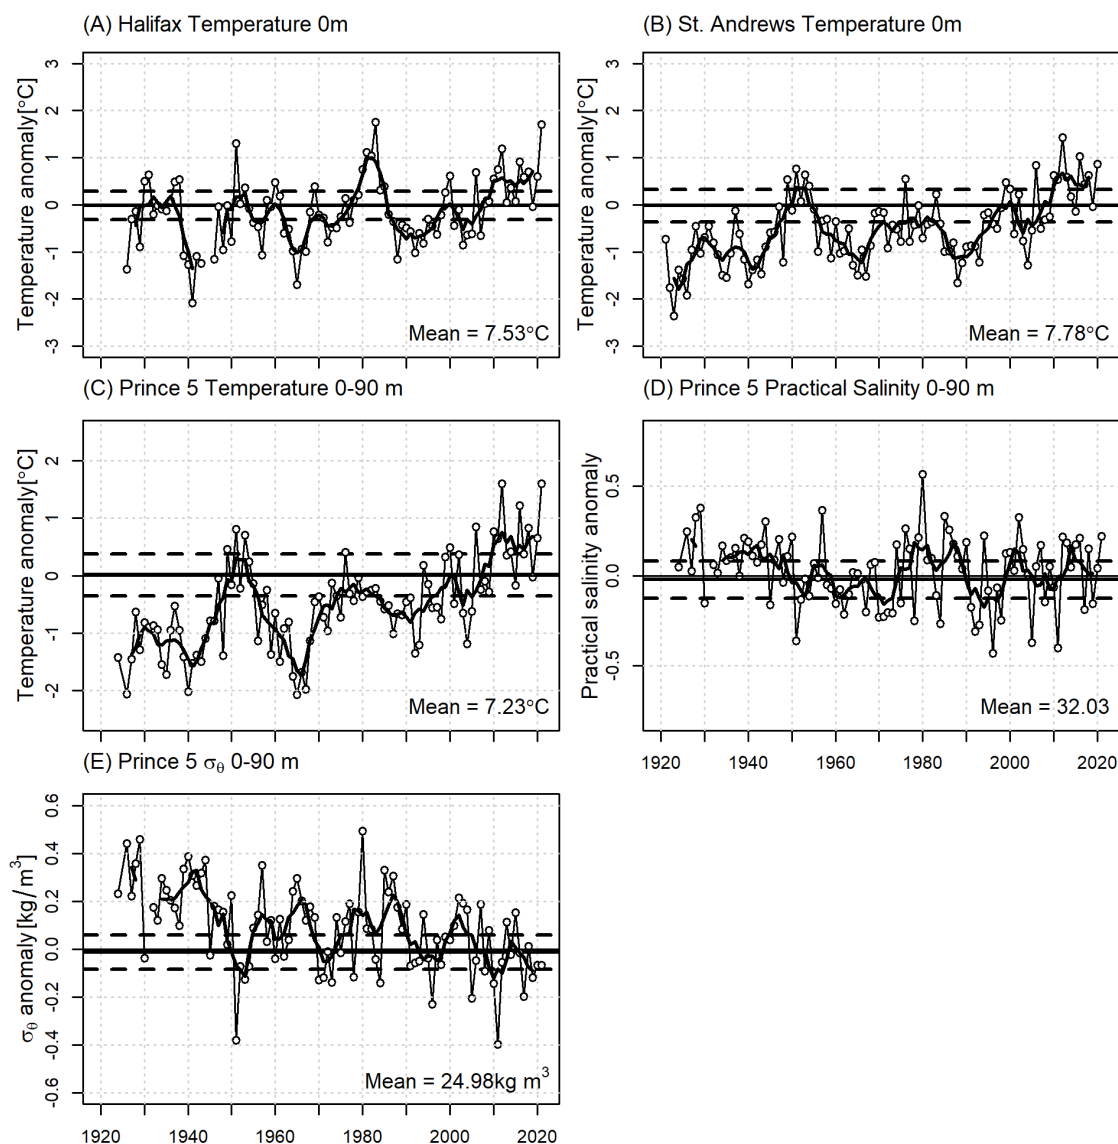 (A) Halifax Temperature 0m
Temperature anomaly[°C]
3
2
1
0
-1
-2
-3
Mean = 7.53°C
(B) St. Andrews Temperature 0m
Temperature anomaly[°C]
3
2
1
0
-1
-2
-3
Mean = 7.78°C
(C) Prince 5 Temperature 0-90 m
Temperature anomaly[°C]
2
1
0
-1
-2
Mean = 7.23°C
(D) Prince 5 Practical Salinity 0-90 m
Practical salinity anomaly
0.5
0.0
-0.5
Mean = 32.03
1920 1940 1960 1980 2000 2020
(E) Prince 5 σθ 0-90 m
σθ anomaly [kg/m³]
0.6
0.4
0.2
0.0
-0.2
-0.4
-0.6
Mean = 24.98kg m³
1920 1940 1960 1980 2000 2020